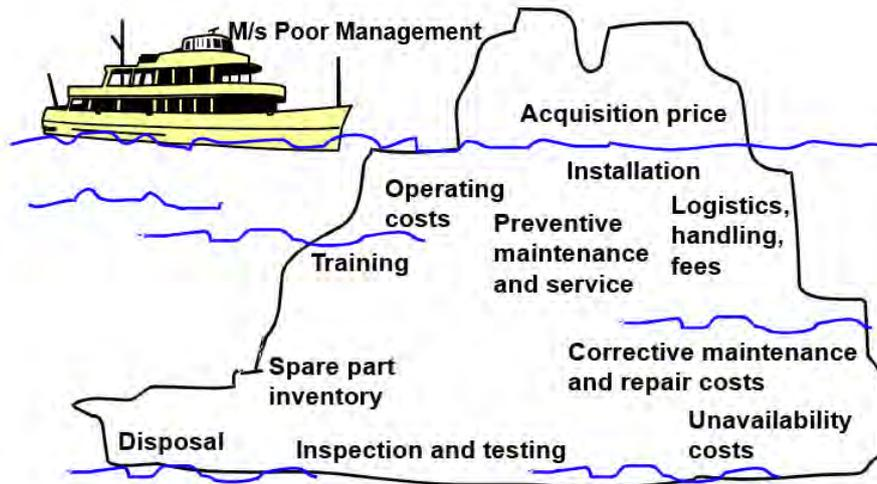 M/s Poor Management
Acquisition price
Installation
Operating
costs
Logistics,
handling,
fees
Preventive
maintenance
and service
Training
Corrective maintenance
and repair costs
Spare part
inventory
Unavailability
costs
Disposal
Inspection and testing